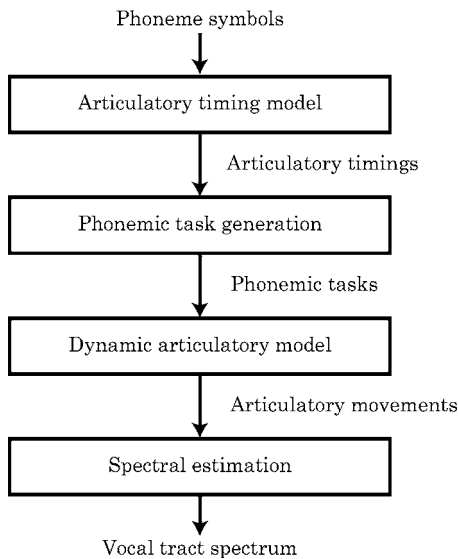 Phoneme symbols
Articulatory timing model
Articulatory timings
Phonemic task generation
Phonemic tasks
Dynamic articulatory model
Articulatory movements
Spectral estimation
Vocal tract spectrum